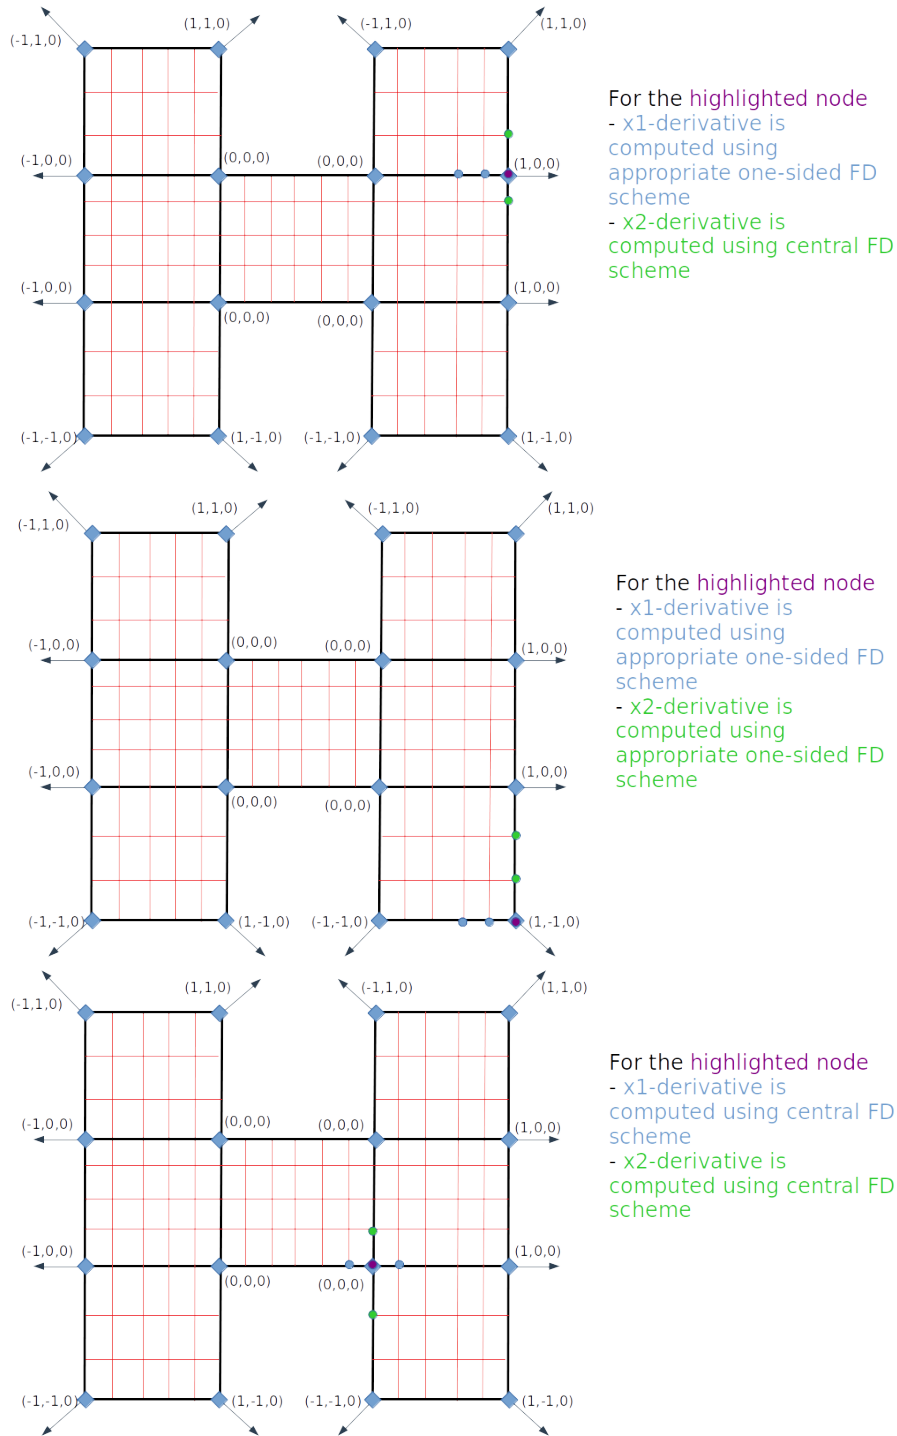 (-1,1,0)
(1,1,0)
(-1,1,0)
(1,1,0)
For the highlighted node
- x1-derivative is
computed using
appropriate one-sided FD
scheme
- x2-derivative is
computed using central FD
scheme
(-1,0,0)
(0,0,0)
(0,0,0)
(1,0,0)
(-1,0,0)
(0,0,0)
(0,0,0)
(1,0,0)
(-1,-1,0)
(1,-1,0)
(-1,-1,0)
(1,-1,0)
(-1,1,0)
(1,1,0)
(-1,1,0)
(1,1,0)
For the highlighted node
- x1-derivative is
computed using
appropriate one-sided FD
scheme
- x2-derivative is
computed using
appropriate one-sided FD
scheme
(-1,0,0)
(0,0,0)
(0,0,0)
(1,0,0)
(-1,0,0)
(0,0,0)
(0,0,0)
(1,0,0)
(-1,-1,0)
(1,-1,0)
(-1,-1,0)
(1,-1,0)
(-1,1,0)
(1,1,0)
(-1,1,0)
(1,1,0)
For the highlighted node
- x1-derivative is
computed using central FD
scheme
- x2-derivative is
computed using central FD
scheme
(-1,0,0)
(0,0,0)
(0,0,0)
(1,0,0)
(-1,0,0)
(0,0,0)
(0,0,0)
(1,0,0)
(-1,-1,0)
(1,-1,0)
(-1,-1,0)
(1,-1,0)